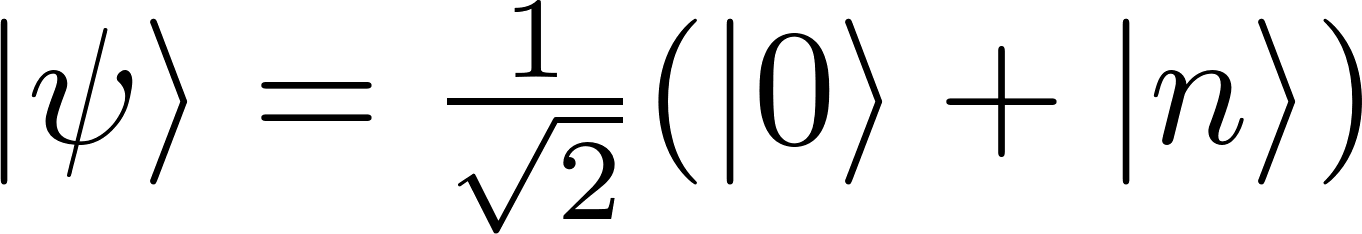 |ψ⟩ = 1/√2 (|0⟩ + |n⟩)